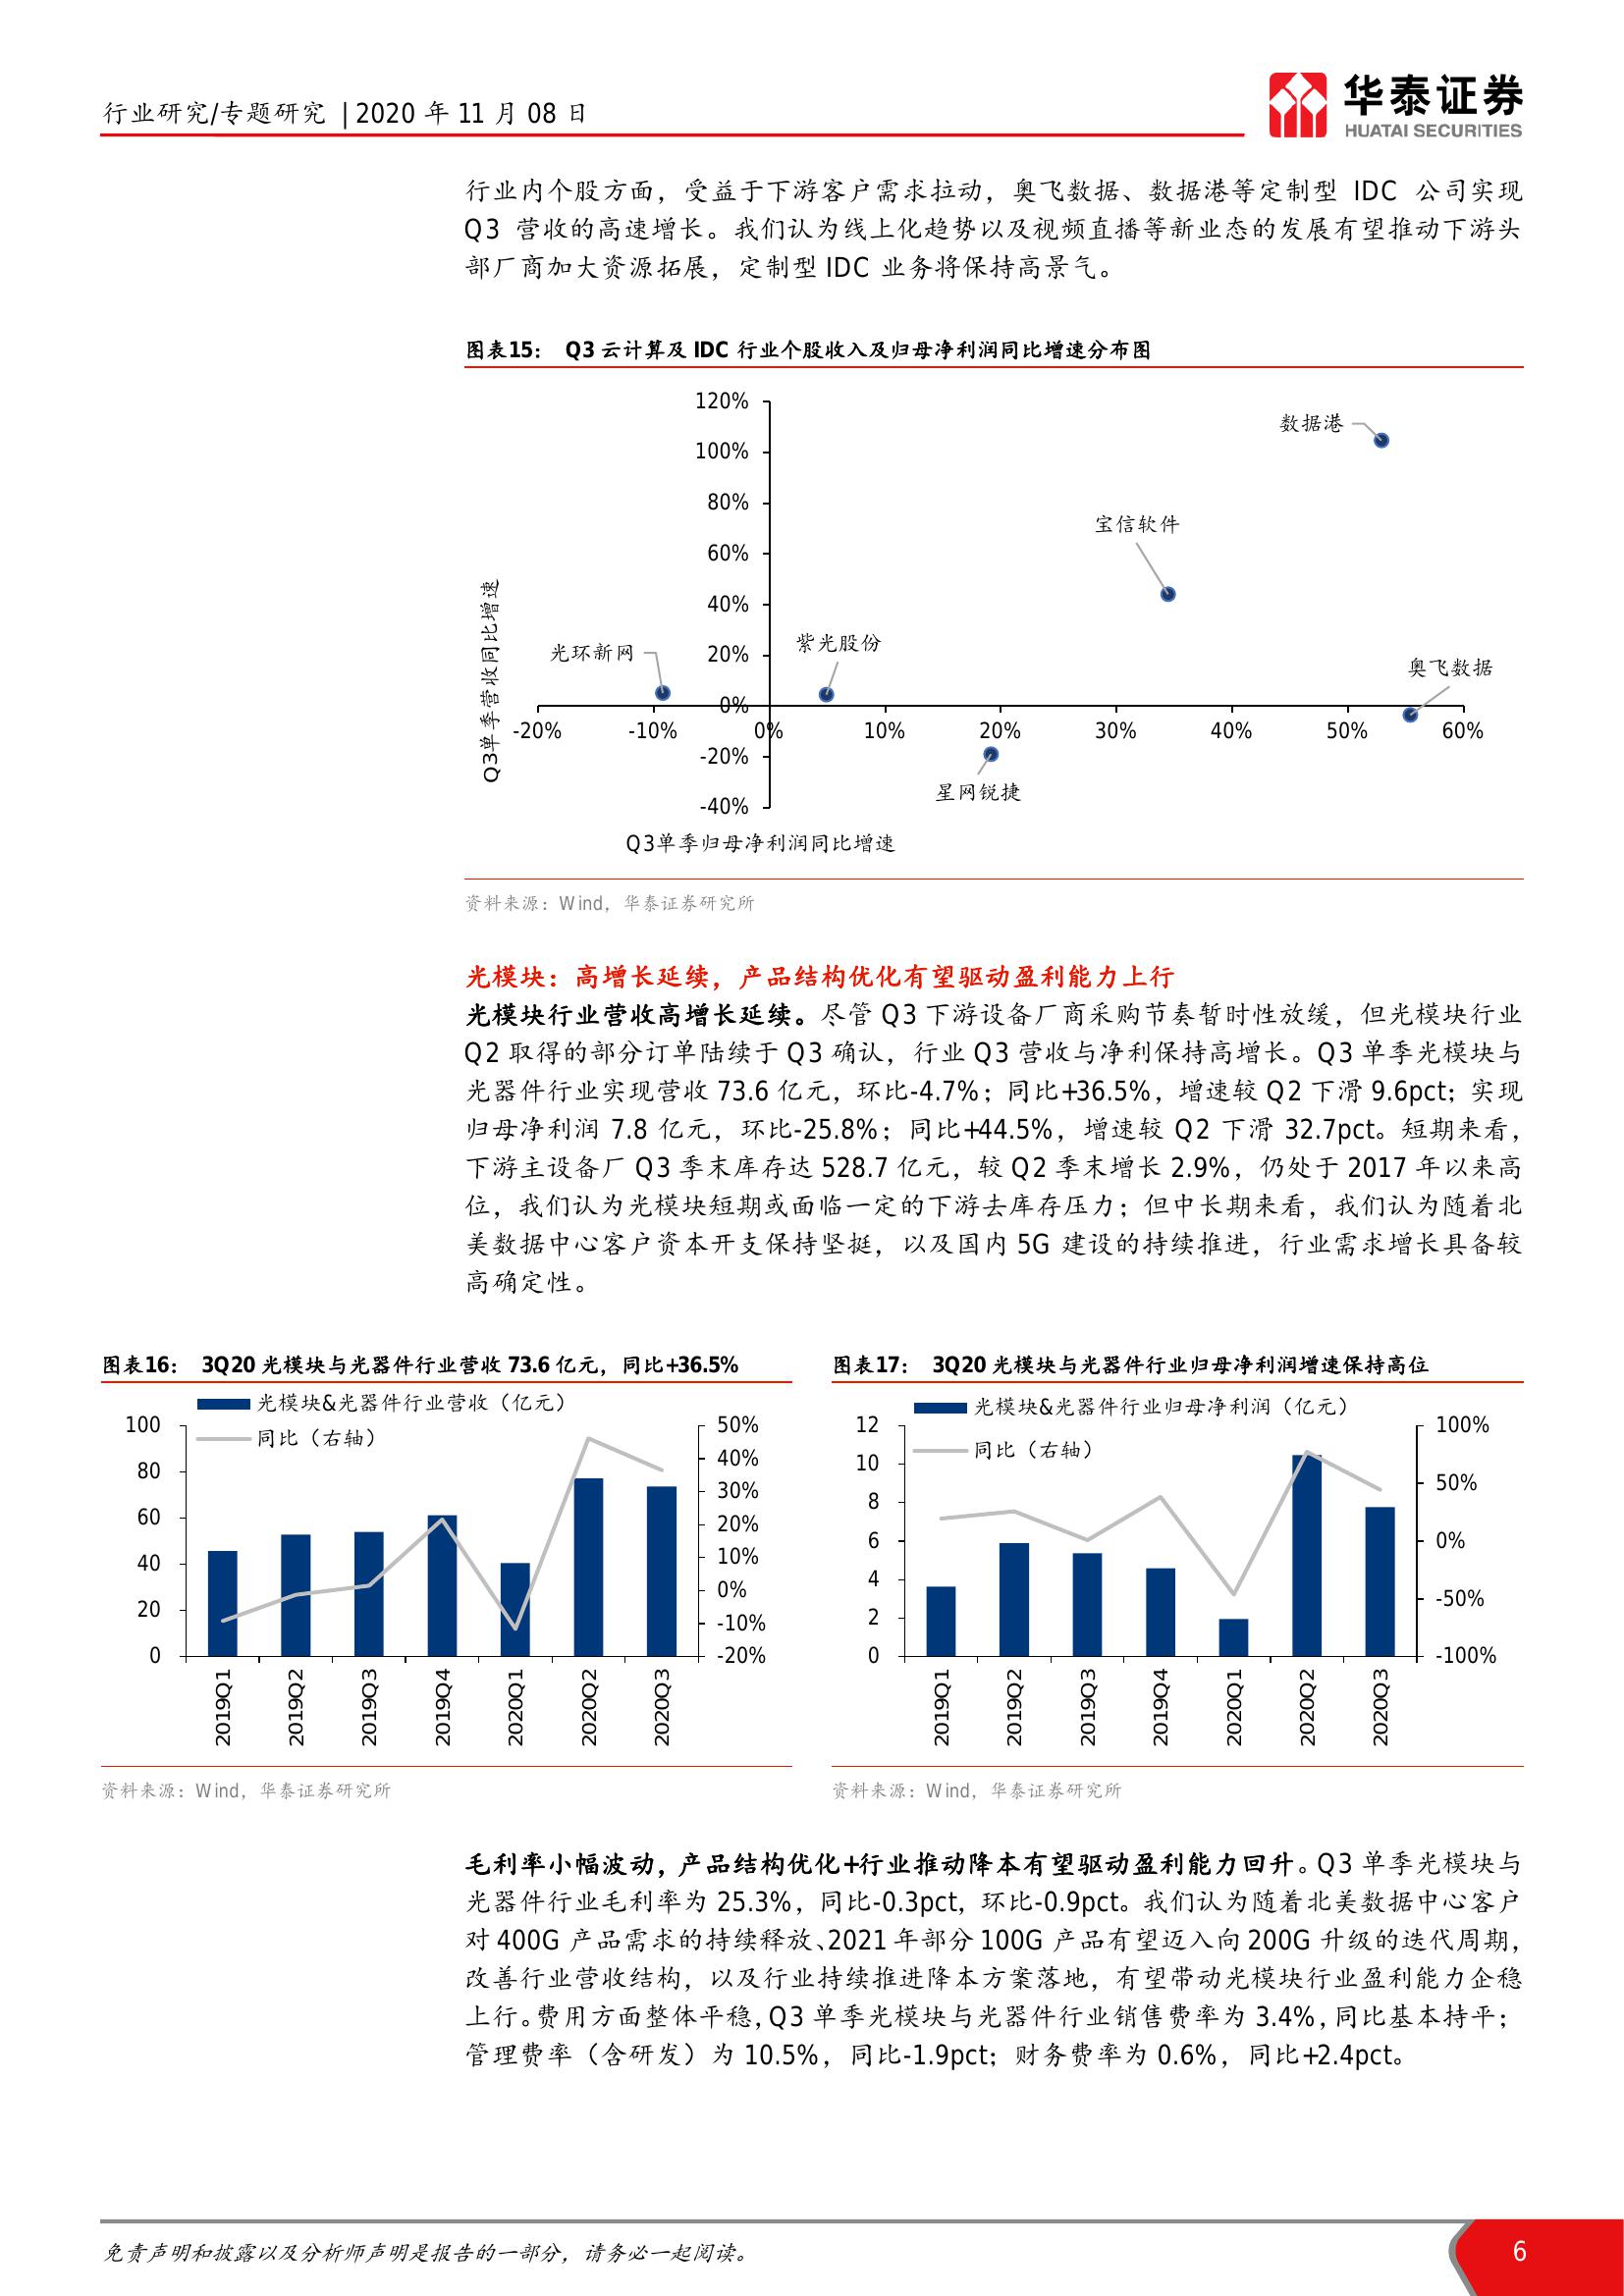 行业研究/专题研究 | 2020 年 11 月 08 日
华泰证券
HUATAI SECURITIES
行业内个股方面，受益于下游客户需求拉动，奥飞数据、数据港等定制型 IDC 公司实现
Q3 营收的高速增长。我们认为线上化趋势以及视频直播等新业态的发展有望推动下游头
部厂商加大资源拓展，定制型 IDC 业务将保持高景气。
图表15： Q3 云计算及 IDC 行业个股收入及归母净利润同比增速分布图
120%
100%
80%
60%
40%
20%
0%
-20%
-40%
-20%
-10%
0%
10%
20%
30%
40%
50%
60%
数据港
宝信软件
光环新网
紫光股份
奥飞数据
星网锐捷
Q3单季营收同比增速
Q3单季归母净利润同比增速
资料来源：Wind，华泰证券研究所
光模块：高增长延续，产品结构优化有望驱动盈利能力上行
光模块行业营收高增长延续。尽管 Q3 下游设备厂商采购节奏暂时性放缓，但光模块行业
Q2 取得的部分订单陆续于 Q3 确认，行业 Q3 营收与净利保持高增长。Q3 单季光模块与
光器件行业实现营收 73.6 亿元，环比-4.7%；同比+36.5%，增速较 Q2 下滑 9.6pct；实现
归母净利润 7.8 亿元，环比-25.8%；同比+44.5%，增速较 Q2 下滑 32.7pct。短期来看，
下游主设备厂 Q3 季末库存达 528.7 亿元，较 Q2 季末增长 2.9%，仍处于 2017 年以来高
位，我们认为光模块短期或面临一定的下游去库存压力；但中长期来看，我们认为随着北
美数据中心客户资本开支保持坚挺，以及国内 5G 建设的持续推进，行业需求增长具备较
高确定性。
图表16： 3Q20 光模块与光器件行业营收 73.6 亿元，同比+36.5%
光模块&光器件行业营收（亿元）
同比（右轴）
100
80
60
40
20
0
50%
40%
30%
20%
10%
0%
-10%
-20%
2019Q1
2019Q2
2019Q3
2019Q4
2020Q1
2020Q2
2020Q3
资料来源：Wind，华泰证券研究所
图表17： 3Q20 光模块与光器件行业归母净利润增速保持高位
光模块&光器件行业归母净利润（亿元）
同比（右轴）
12
10
8
6
4
2
0
100%
50%
0%
-50%
-100%
2019Q1
2019Q2
2019Q3
2019Q4
2020Q1
2020Q2
2020Q3
资料来源：Wind，华泰证券研究所
毛利率小幅波动，产品结构优化+行业推动降本有望驱动盈利能力回升。Q3 单季光模块与
光器件行业毛利率为 25.3%，同比-0.3pct，环比-0.9pct。我们认为随着北美数据中心客户
对 400G 产品需求的持续释放、2021 年部分 100G 产品有望迈入向 200G 升级的迭代周期，
改善行业营收结构，以及行业持续推进降本方案落地，有望带动光模块行业盈利能力企稳
上行。费用方面整体平稳，Q3 单季光模块与光器件行业销售费率为 3.4%，同比基本持平；
管理费率（含研发）为 10.5%，同比-1.9pct；财务费率为 0.6%，同比+2.4pct。
免责声明和披露以及分析师声明是报告的一部分，请务必一起阅读。
6